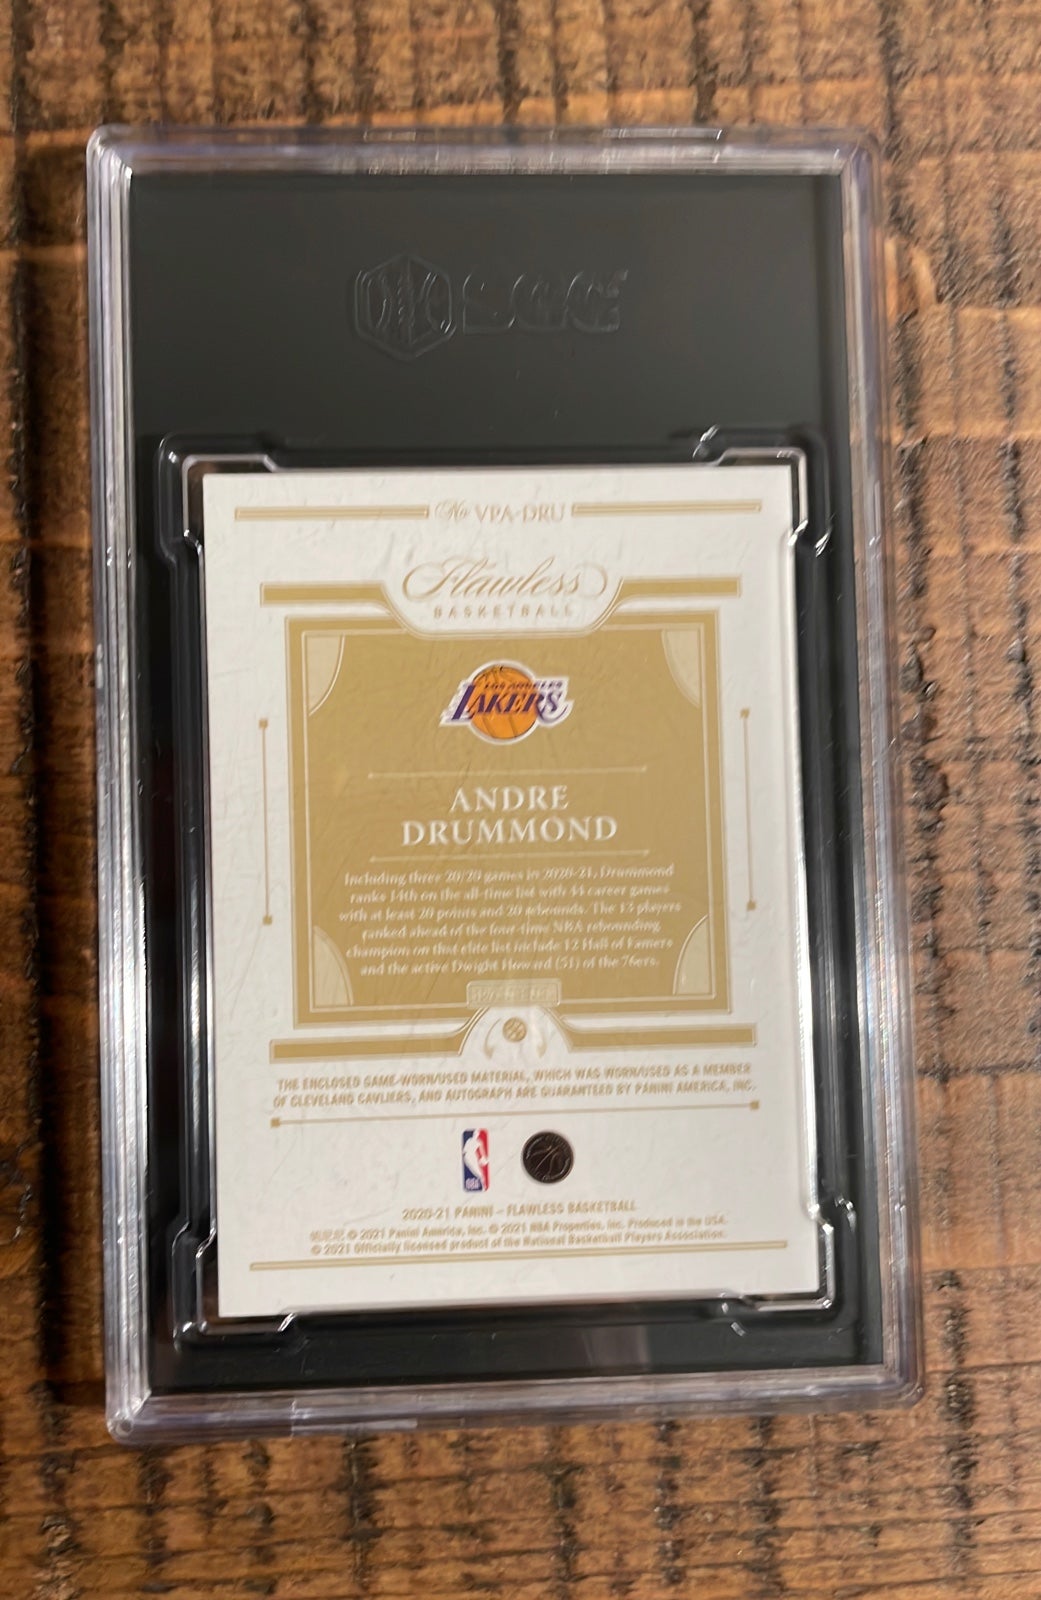 SGC
No VPA-DRU
Flawless
BASKETBALL
LOS ANGELES
LAKERS
ANDRE
DRUMMOND
Including three 20/20 games in 2020-21, Drummond
ranks 14th on the all-time list with 44 career games
with at least 20 points and 20 rebounds. The 13 players
ranked ahead of the four-time NBA rebounding
champion on that elite list include 12 Hall of Famers
and the active Dwight Howard (51) of the 76ers.
THE ENCLOSED GAME-WORN/USED MATERIAL, WHICH WAS WORN/USED AS A MEMBER
OF CLEVELAND CAVLIERS, AND AUTOGRAPH ARE GUARANTEED BY PANINI AMERICA, INC.
NBA
2020-21 PANINI – FLAWLESS BASKETBALL
© 2021 Panini America, Inc. © 2021 NBA Properties, Inc. Produced in the USA.
© 2021 Officially licensed product of the National Basketball Players Association.